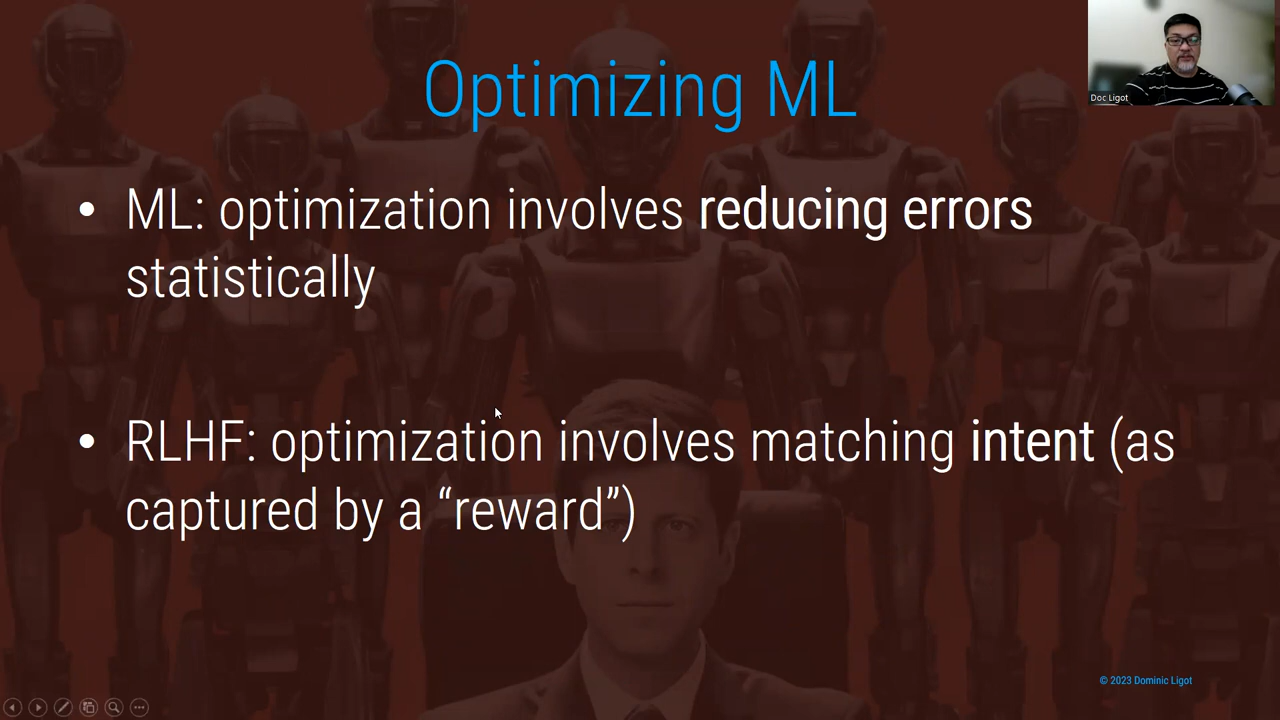 Optimizing ML
Doc Ligot
• ML: optimization involves reducing errors
statistically
• RLHF: optimization involves matching intent (as
captured by a “reward”)
© 2023 Dominic Ligot